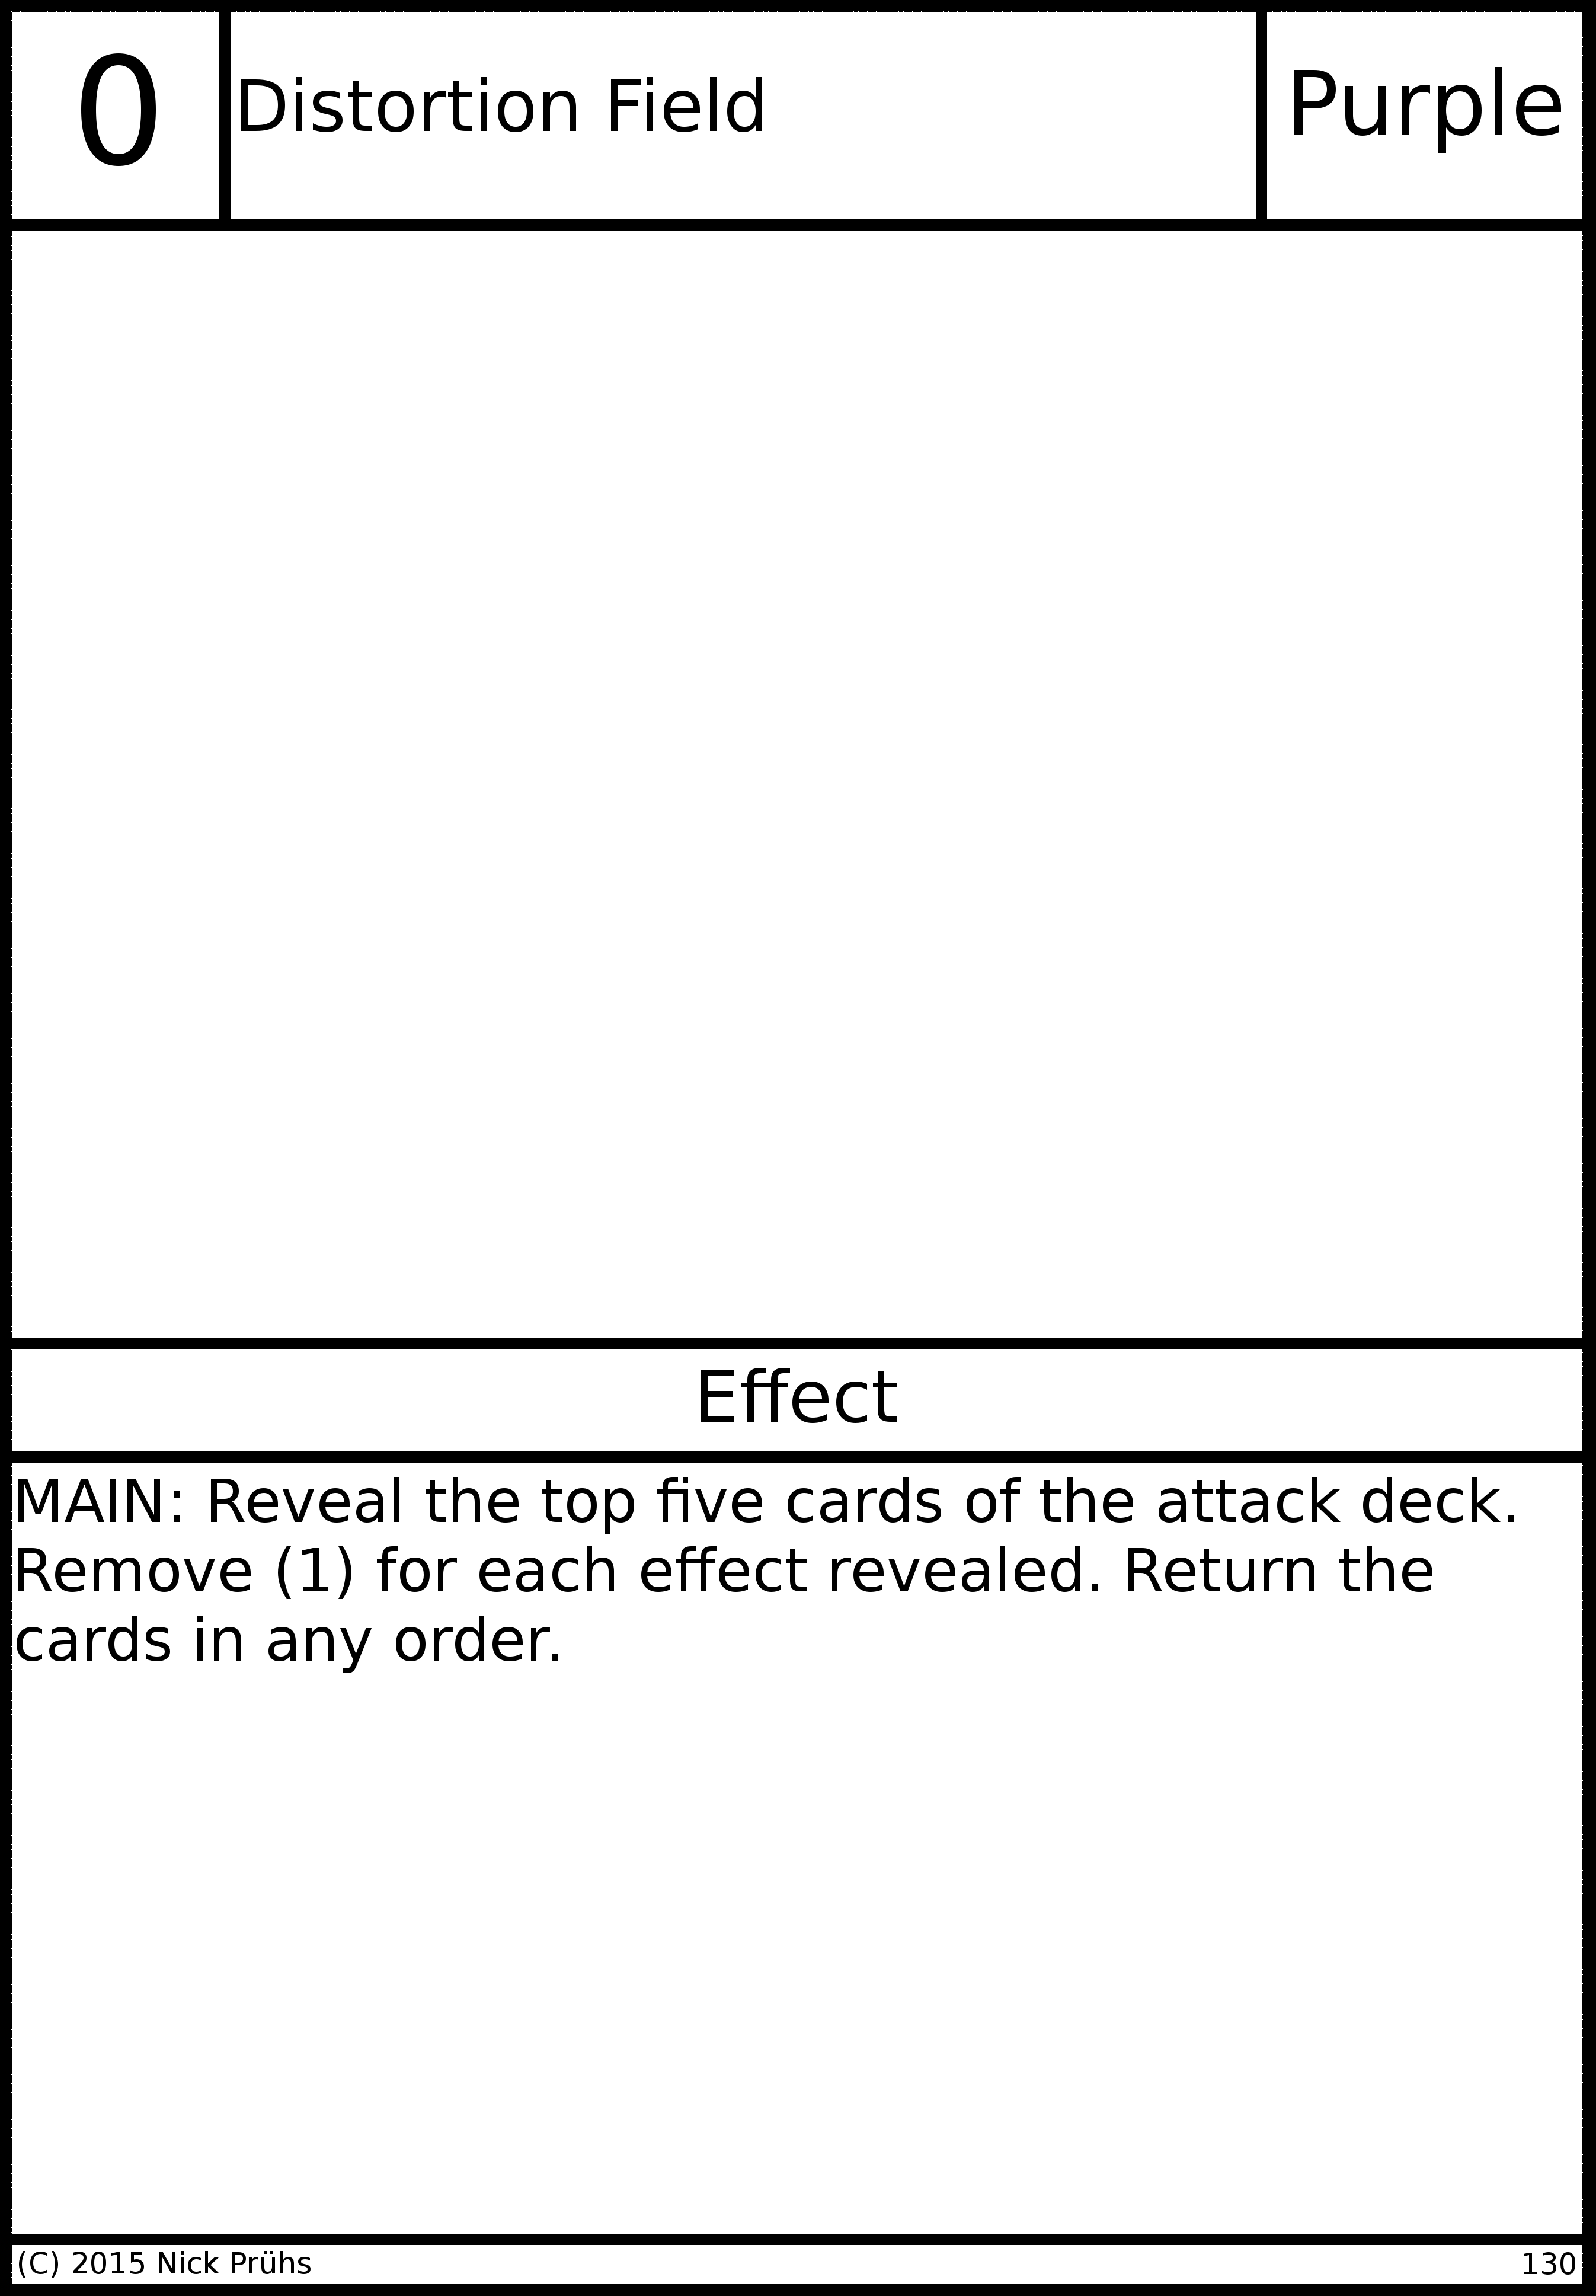 0
Distortion Field
Purple
Effect
MAIN: Reveal the top five cards of the attack deck.
Remove (1) for each effect revealed. Return the
cards in any order.
(C) 2015 Nick Prühs
130